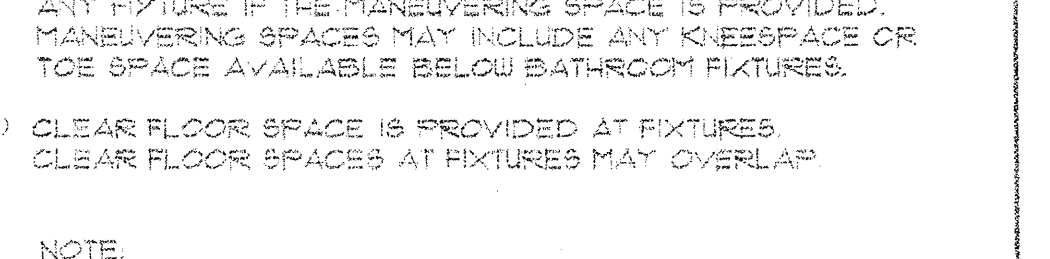 ANY FIXTURE IF THE MANEUVERING SPACE IS PROVIDED.
MANEUVERING SPACES MAY INCLUDE ANY KNEESPACE OR
TOE SPACE AVAILABLE BELOW BATHROOM FIXTURES.
) CLEAR FLOOR SPACE IS PROVIDED AT FIXTURES.
CLEAR FLOOR SPACES AT FIXTURES MAY OVERLAP.
NOTE: